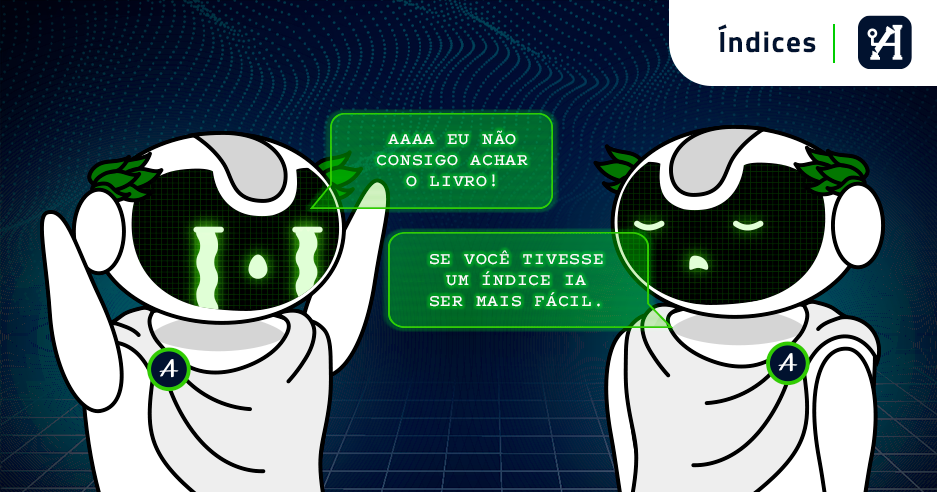 Índices
A
AAAA EU NÃO
CONSIGO ACHAR
O LIVRO!
SE VOCÊ TIVESSE
UM ÍNDICE IA
SER MAIS FÁCIL.
A
A